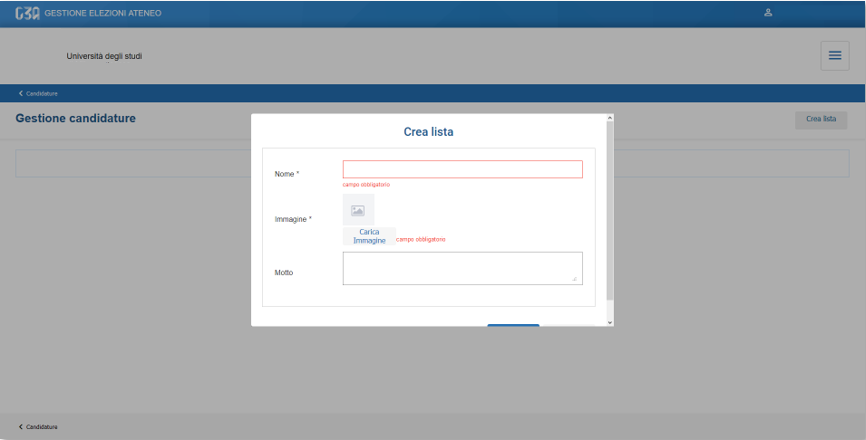 G3A GESTIONE ELEZIONI ATENEO
Università degli studi
Candidature
Gestione candidature
Crea lista
Crea lista
Nome *
campo obbligatorio
Immagine *
Carica
Immagine
campo obbligatorio
Motto
Candidature